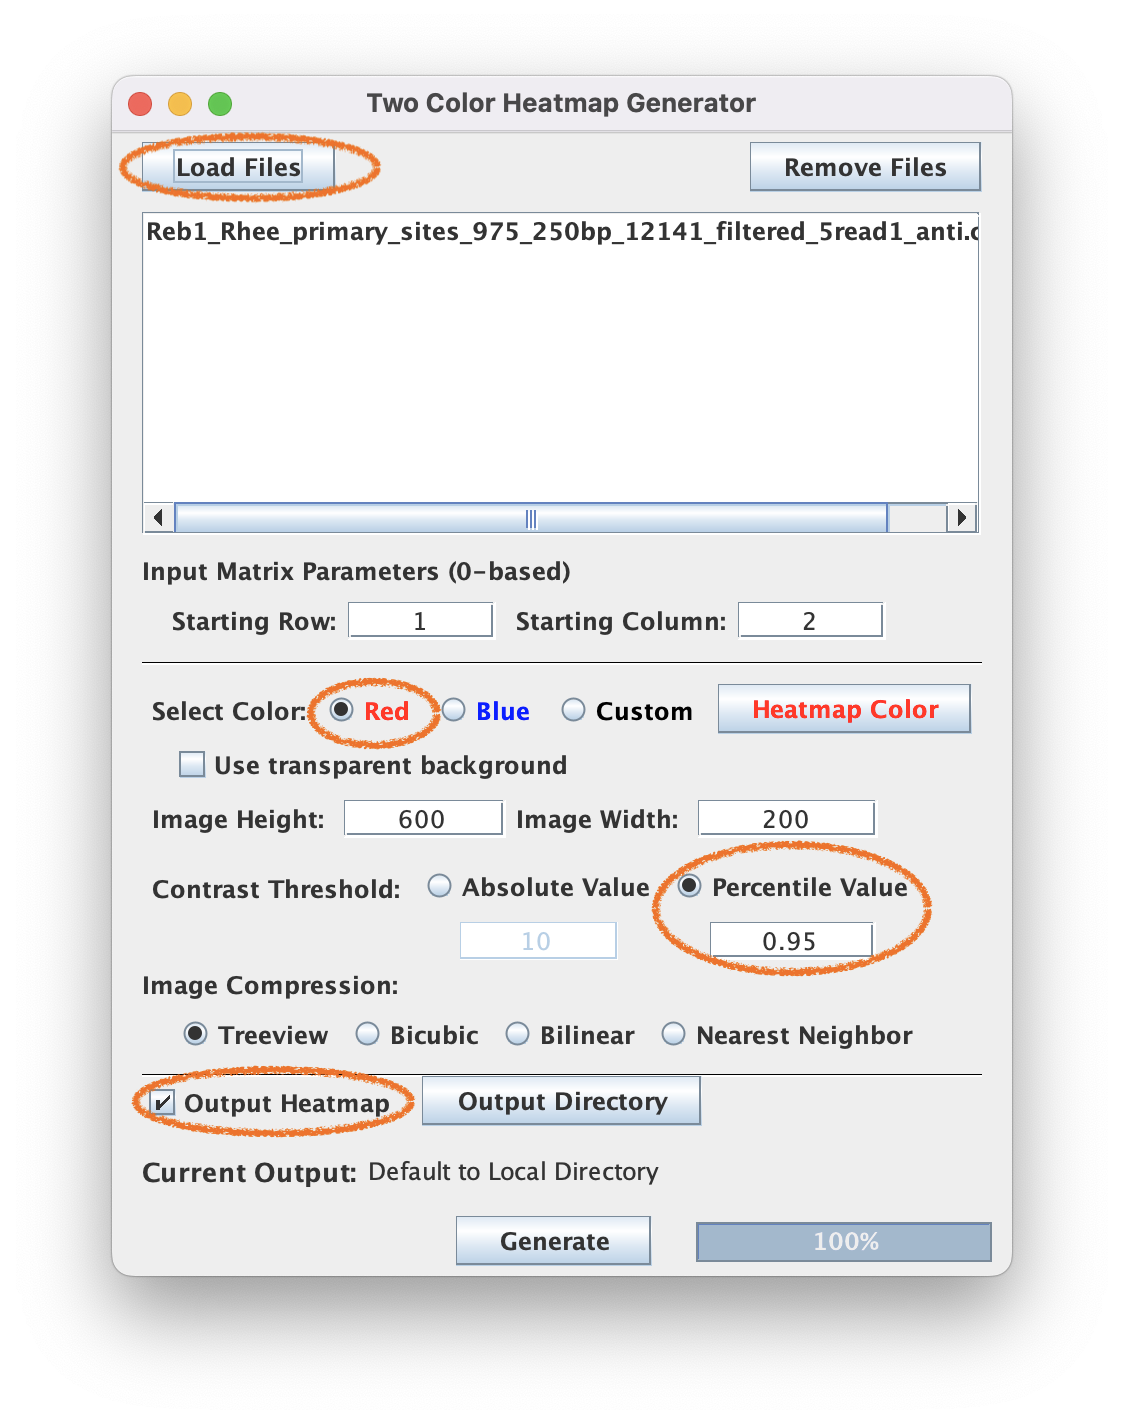 Two Color Heatmap Generator
Load Files Remove Files
Reb1_Rhee_primary_sites_975_250bp_12141_filtered_5read1_anti.c
Input Matrix Parameters (0-based)
Starting Row: 1 Starting Column: 2
Select Color: Red Blue Custom Heatmap Color
Use transparent background
Image Height: 600 Image Width: 200
Contrast Threshold: Absolute Value Percentile Value
10 0.95
Image Compression:
Treeview Bicubic Bilinear Nearest Neighbor
Output Heatmap Output Directory
Current Output: Default to Local Directory
Generate 100%